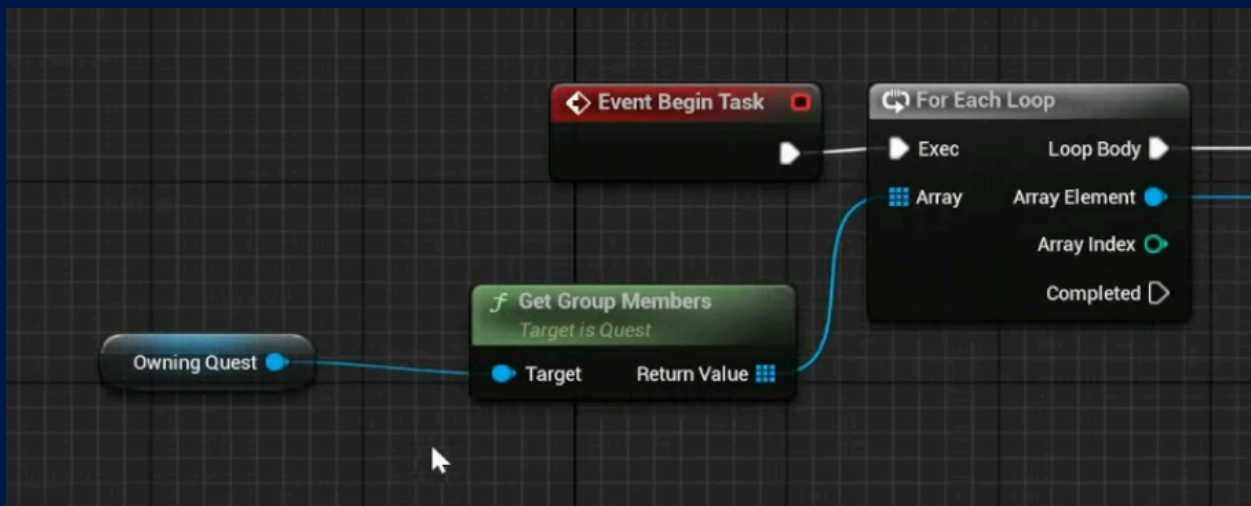 Event Begin Task
For Each Loop
Exec
Loop Body
Array
Array Element
Array Index
Completed
Get Group Members
Target is Quest
Owning Quest
Target
Return Value